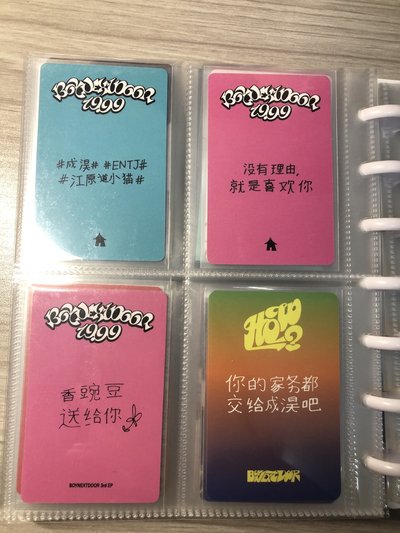 BOYNEXTDOOR
1999
#成淏# #ENTJ#
#江原道小猫#
BOYNEXTDOOR
1999
没有理由,
就是喜欢你
BOYNEXTDOOR
1999
香豌豆
送给你
BOYNEXTDOOR 3rd EP
HOW?
你的家务都
交给成淏吧
BOYNEXTDOOR